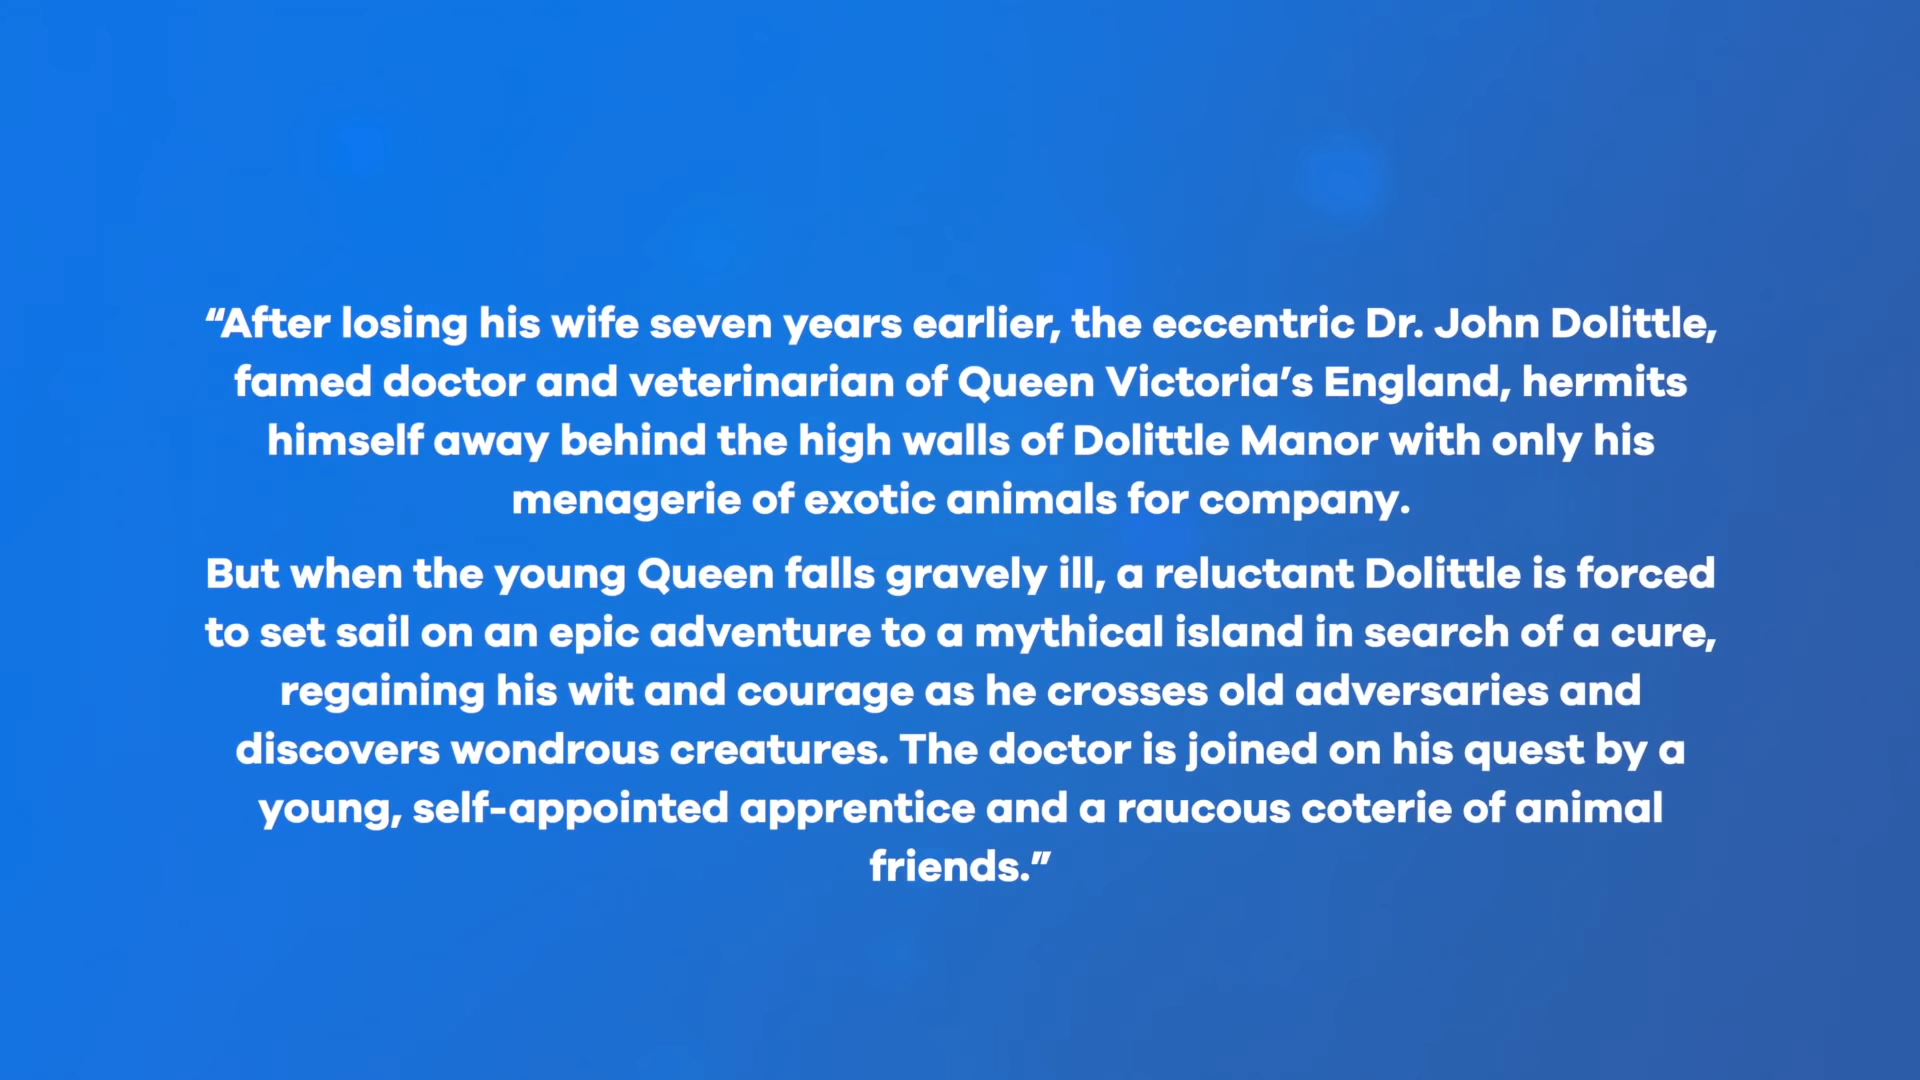 “After losing his wife seven years earlier, the eccentric Dr. John Dolittle,
famed doctor and veterinarian of Queen Victoria’s England, hermits
himself away behind the high walls of Dolittle Manor with only his
menagerie of exotic animals for company.
But when the young Queen falls gravely ill, a reluctant Dolittle is forced
to set sail on an epic adventure to a mythical island in search of a cure,
regaining his wit and courage as he crosses old adversaries and
discovers wondrous creatures. The doctor is joined on his quest by a
young, self-appointed apprentice and a raucous coterie of animal
friends.”